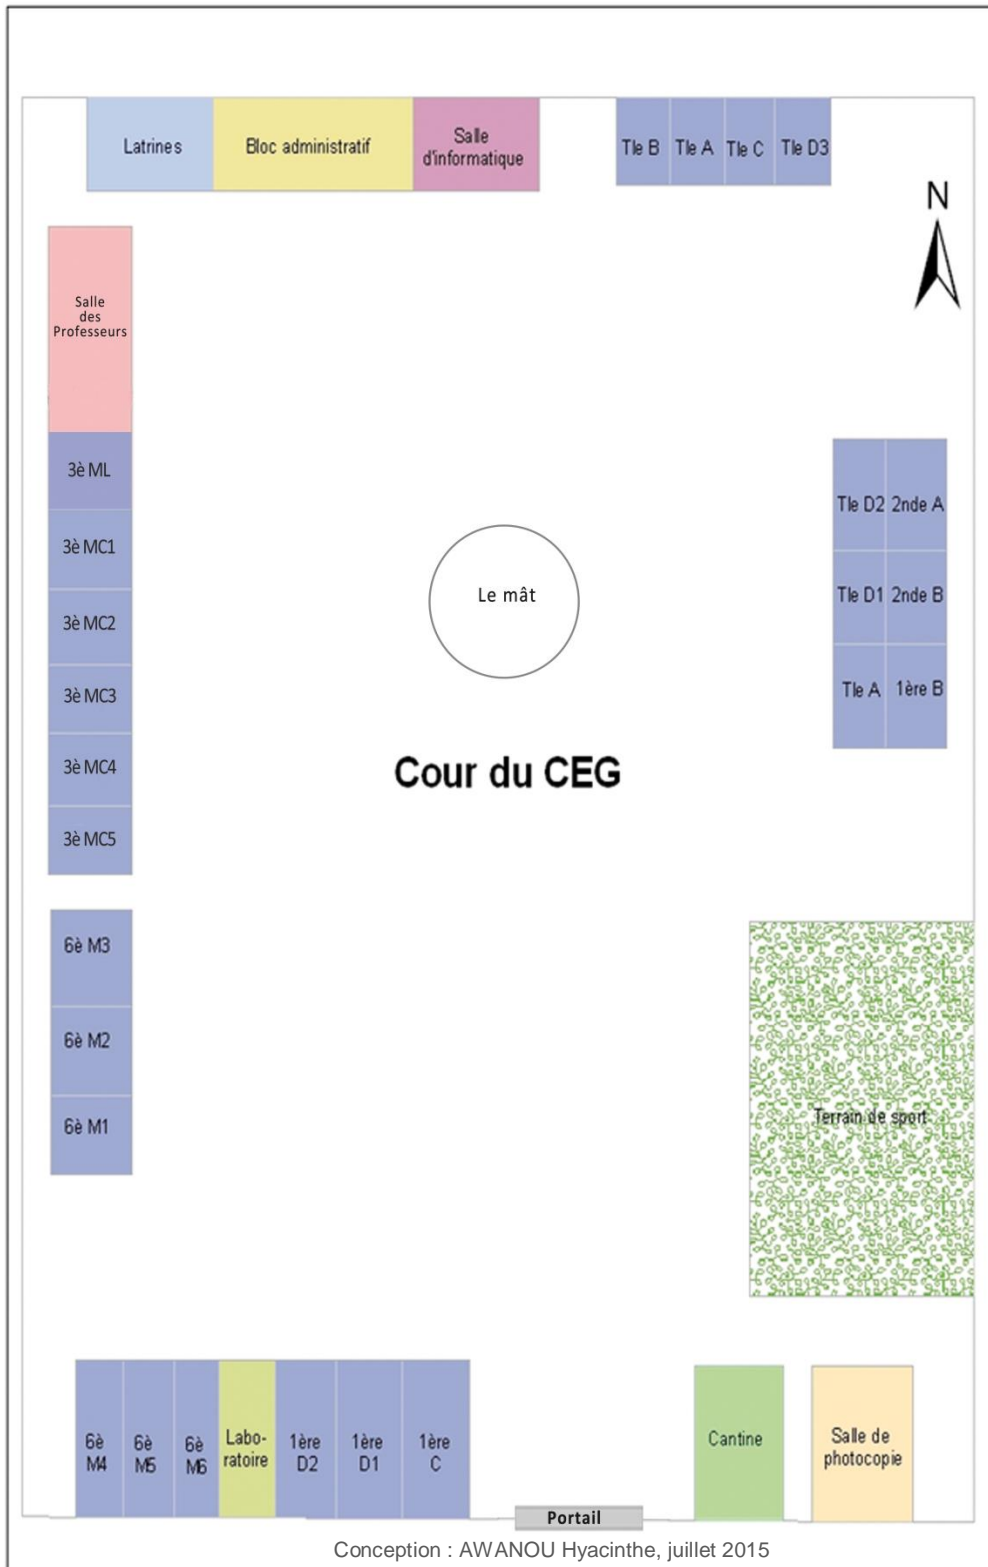 Latrines
Bloc administratif
Salle
d'informatique
Tle B
Tle A
Tle C
Tle D3
N
Salle
des
Professeurs
3è ML
3è MC1
3è MC2
3è MC3
3è MC4
3è MC5
Le mât
Tle D2
2nde A
Tle D1
2nde B
Tle A
1ère B
Cour du CEG
6è M3
6è M2
6è M1
Terrain de sport
6è
M4
6è
M5
6è
M6
Labo-
ratoire
1ère
D2
1ère
D1
1ère
C
Cantine
Salle de
photocopie
Portail
Conception : AWANOU Hyacinthe, juillet 2015